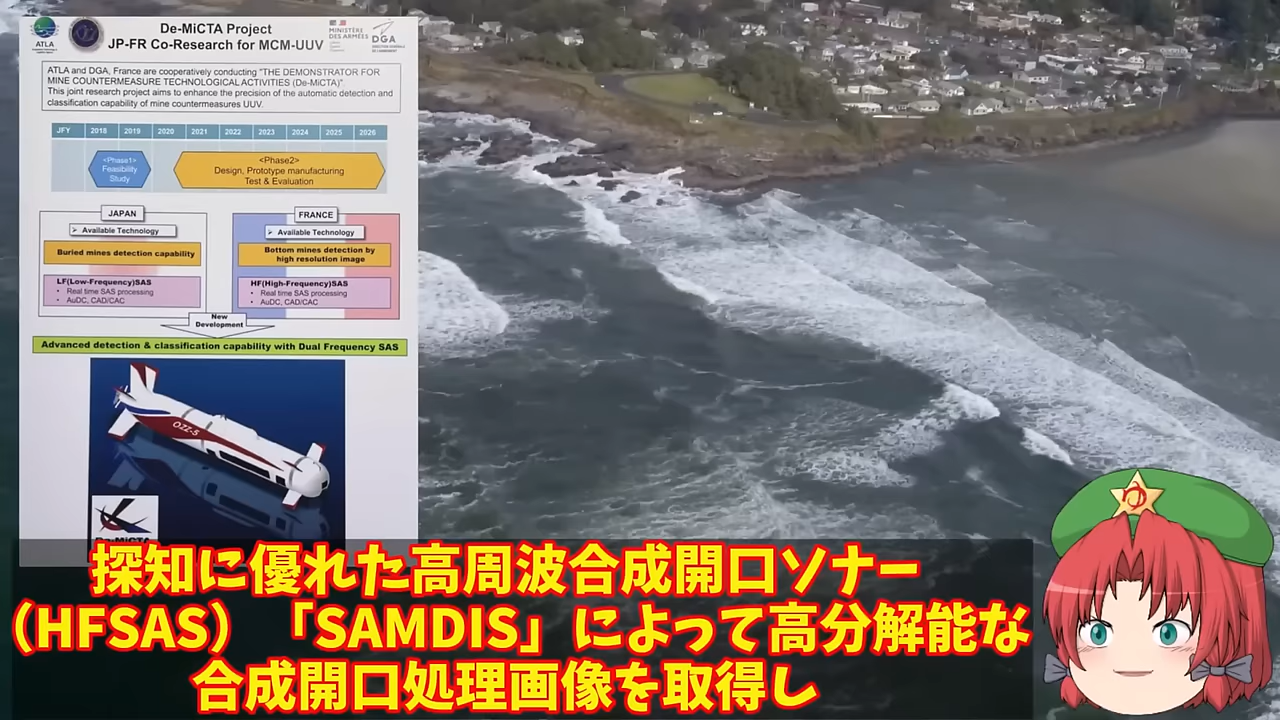 De-MiCTA Project
JP-FR Co-Research for MCM-UUV
ATLA
MINISTÈRE
DES ARMÉES
DGA
ATLA and DGA, France are cooperatively conducting "THE DEMONSTRATOR FOR
MINE COUNTERMEASURE TECHNOLOGICAL ACTIVITIES (De-MiCTA)"
This joint research project aims to enhance the precision of the automatic detection and
classification capability of mine countermeasures UUV.
JFY 2018 2019 2020 2021 2022 2023 2024 2025 2026
<Phase1>
Feasibility
Study
<Phase2>
Design, Prototype manufacturing
Test & Evaluation
JAPAN
Available Technology
Buried mines detection capability
LF(Low-Frequency)SAS
• Real time SAS processing
• AuDC, CAD/CAC
FRANCE
Available Technology
Bottom mines detection by
high resolution image
HF(High-Frequency)SAS
• Real time SAS processing
• AuDC, CAD/CAC
New
Development
Advanced detection & classification capability with Dual Frequency SAS
OZZ-5
De-MiCTA
探知に優れた高周波合成開口ソナー
（HFSAS）「SAMDIS」によって高分解能な
合成開口処理画像を取得し